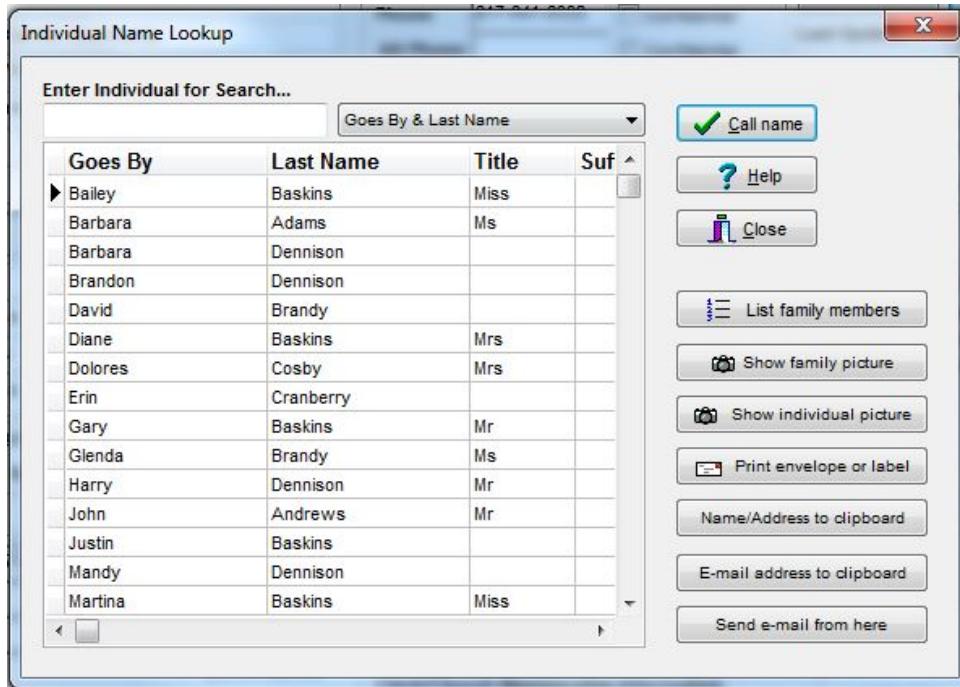 Individual Name Lookup
Enter Individual for Search...
Goes By & Last Name
Goes By Last Name Title Suf
Bailey Baskins Miss
Barbara Adams Ms
Barbara Dennison
Brandon Dennison
David Brandy
Diane Baskins Mrs
Dolores Cosby Mrs
Erin Cranberry
Gary Baskins Mr
Glenda Brandy Ms
Harry Dennison Mr
John Andrews Mr
Justin Baskins
Mandy Dennison
Martina Baskins Miss
Call name
Help
Close
List family members
Show family picture
Show individual picture
Print envelope or label
Name/Address to clipboard
E-mail address to clipboard
Send e-mail from here